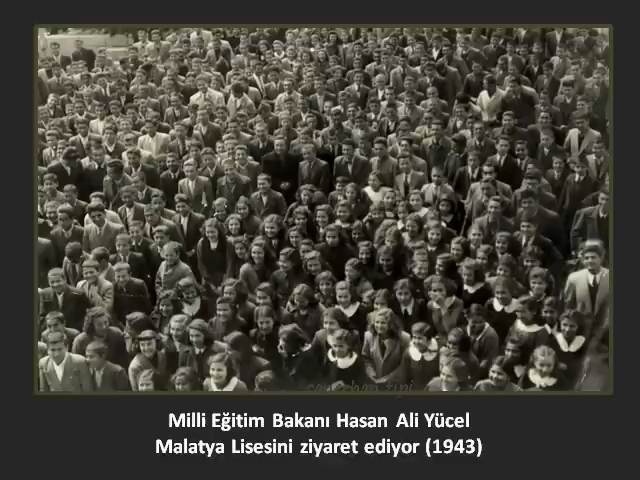 Milli Eğitim Bakanı Hasan Ali Yücel
Malatya Lisesini ziyaret ediyor (1943)